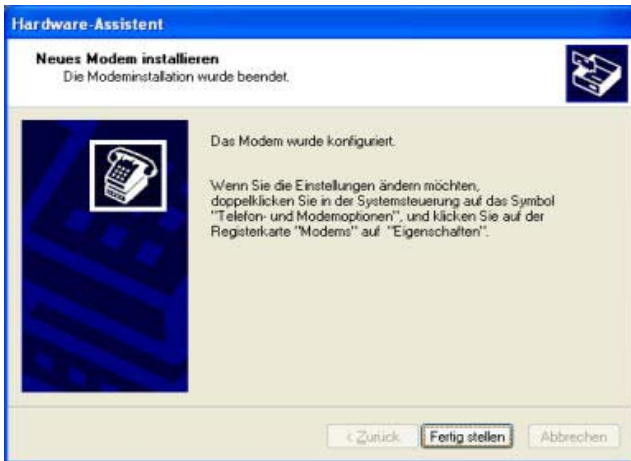 Hardware-Assistent
Neues Modem installieren
Die Modeminstallation wurde beendet.
Das Modem wurde konfiguriert.
Wenn Sie die Einstellungen ändern möchten,
doppelklicken Sie in der Systemsteuerung auf das Symbol
"Telefon- und Modemoptionen", und klicken Sie auf der
Registerkarte "Modems" auf "Eigenschaften".
< Zurück Fertig stellen Abbrechen